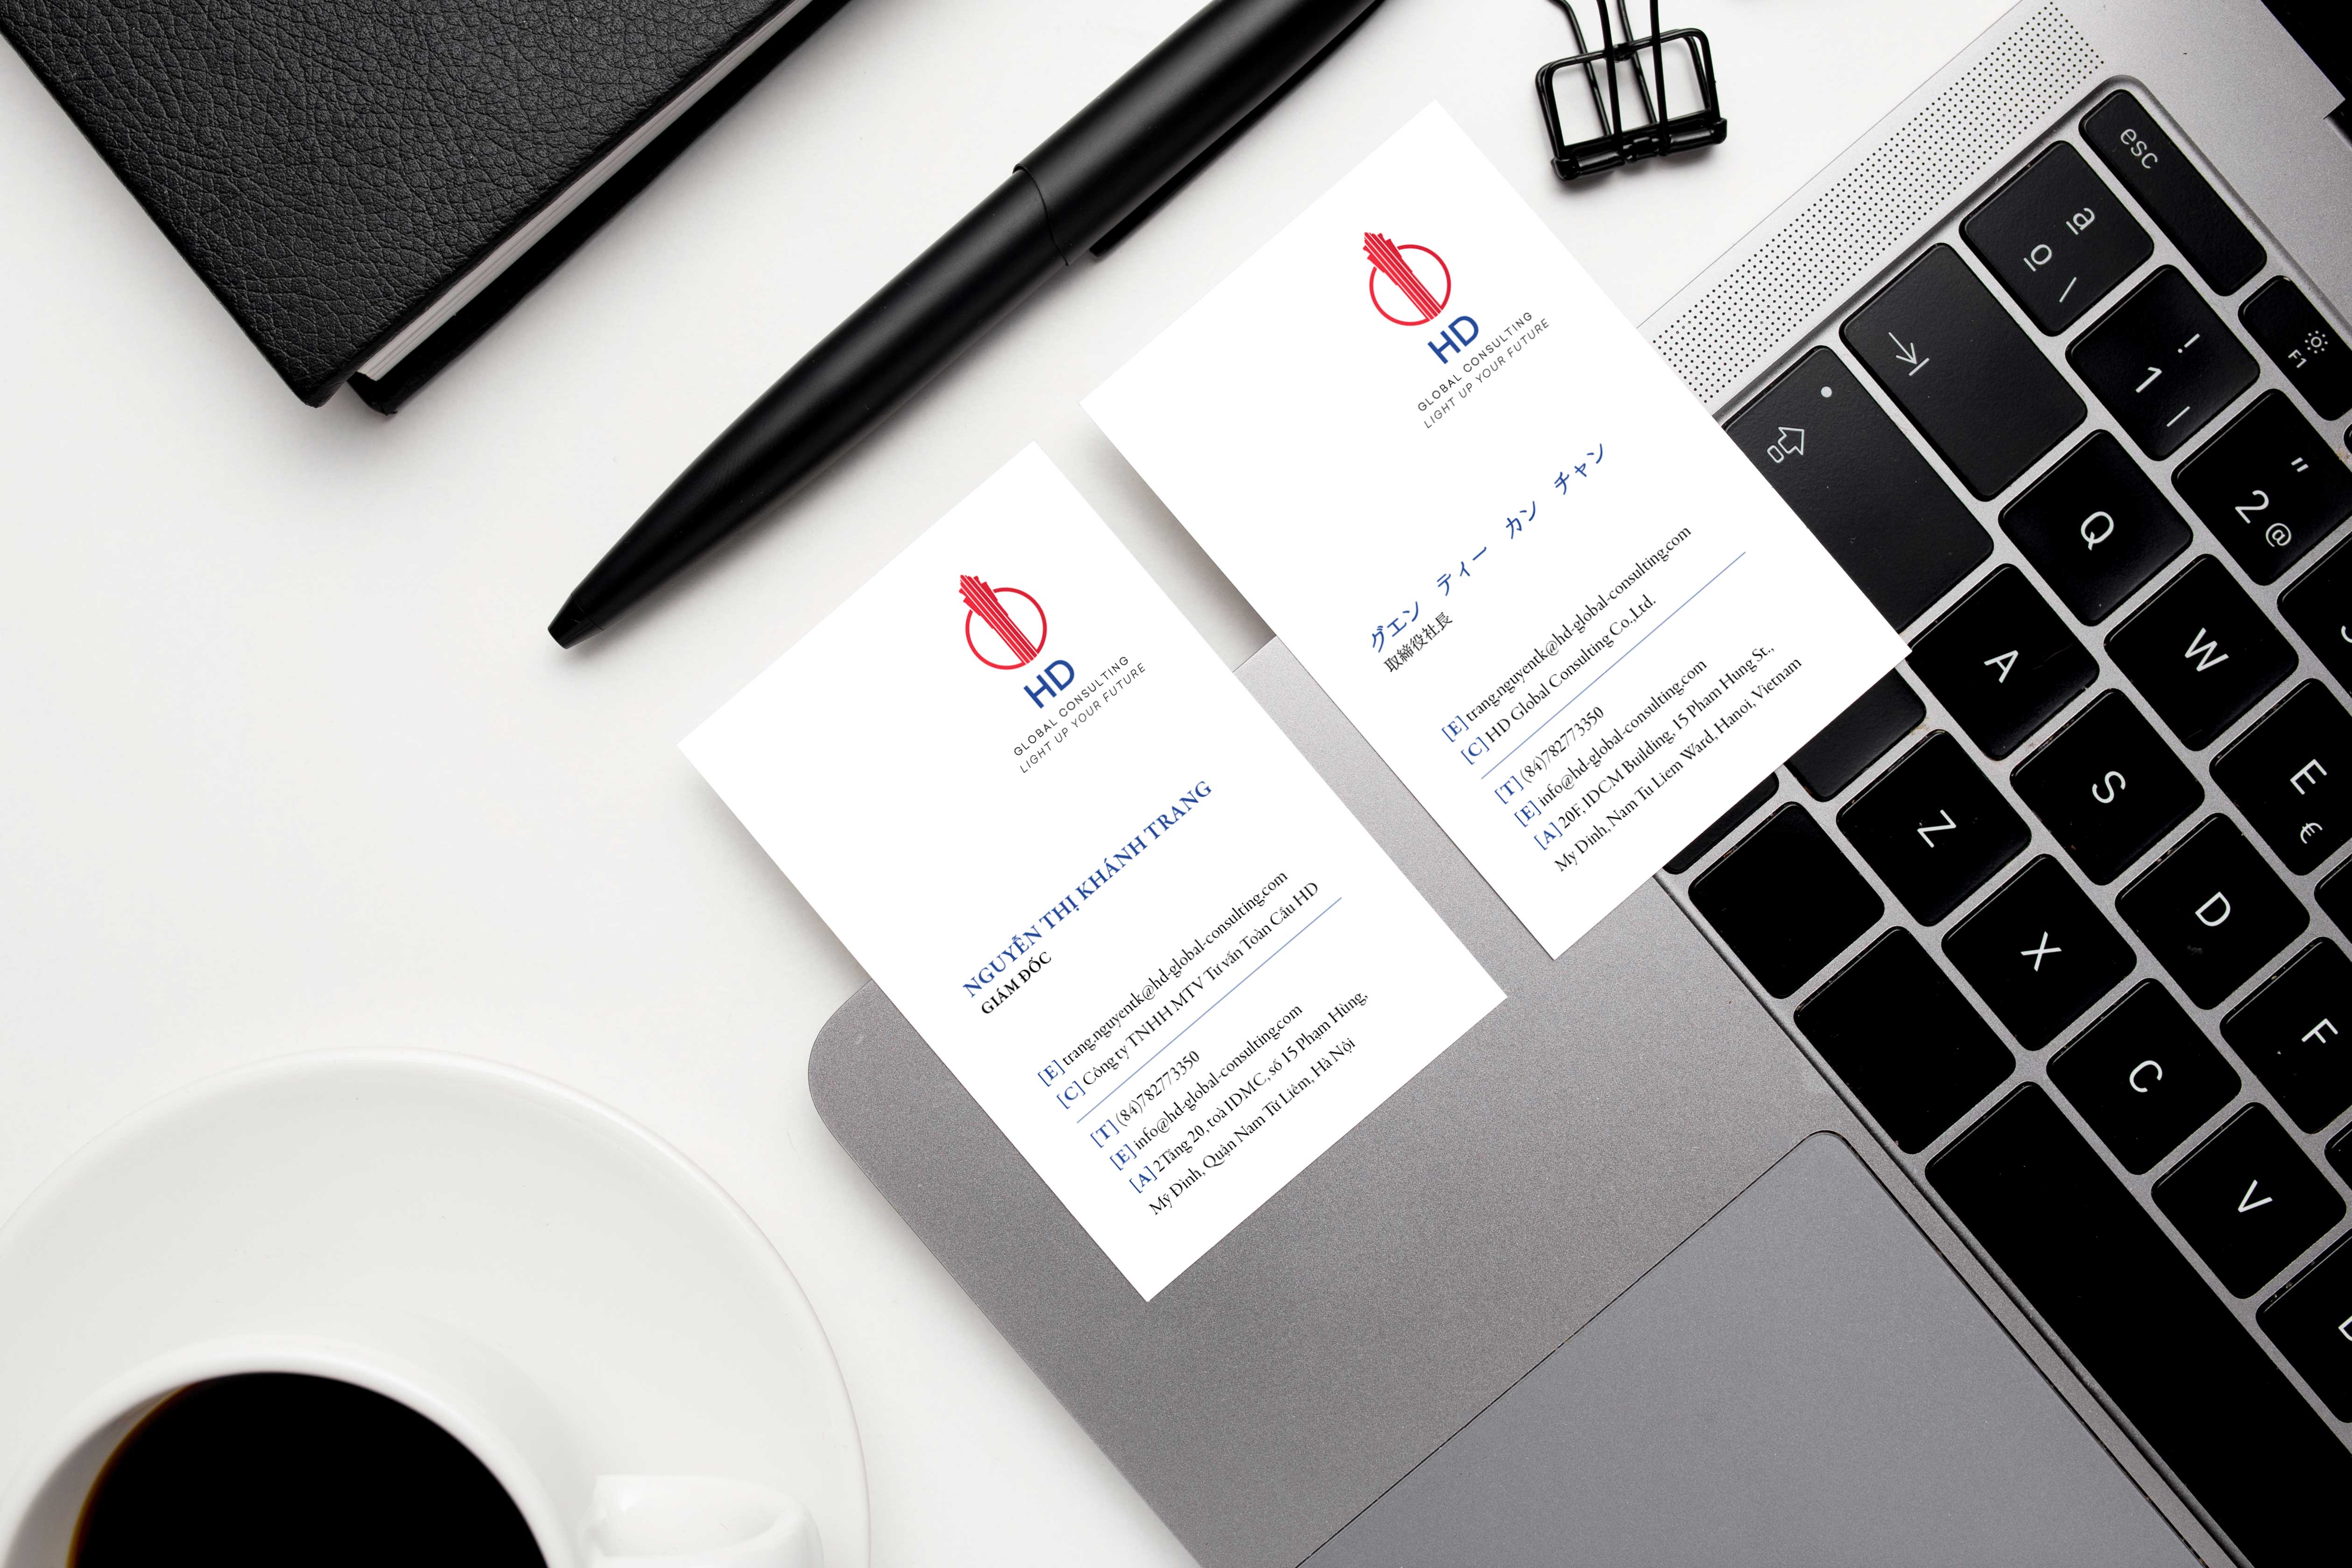 HD
GLOBAL CONSULTING
LIGHT UP YOUR FUTURE
NGUYỄN THỊ KHÁNH TRANG
GIÁM ĐỐC
[E] trang.nguyentk@hd-global-consulting.com
[C] Công ty TNHH MTV Tư vấn Toàn Cầu HD
[T] (84)782773350
[E] info@hd-global-consulting.com
[A] 2Tầng 20, toà IDMC, số 15 Phạm Hùng,
Mỹ Đình, Quận Nam Từ Liêm, Hà Nội
HD
GLOBAL CONSULTING
LIGHT UP YOUR FUTURE
グエン ティー カン チャン
取締役社長
[E] trang.nguyentk@hd-global-consulting.com
[C] HD Global Consulting Co.,Ltd.
[T] (84)782773350
[E] info@hd-global-consulting.com
[A] 20F, IDCM Building, 15 Pham Hung St.,
My Dinh, Nam Tu Liem Ward, Hanoi, Vietnam
esc
F1
1 !
2 " @
Q
W
E €
A
S
D
F
Z
X
C
V